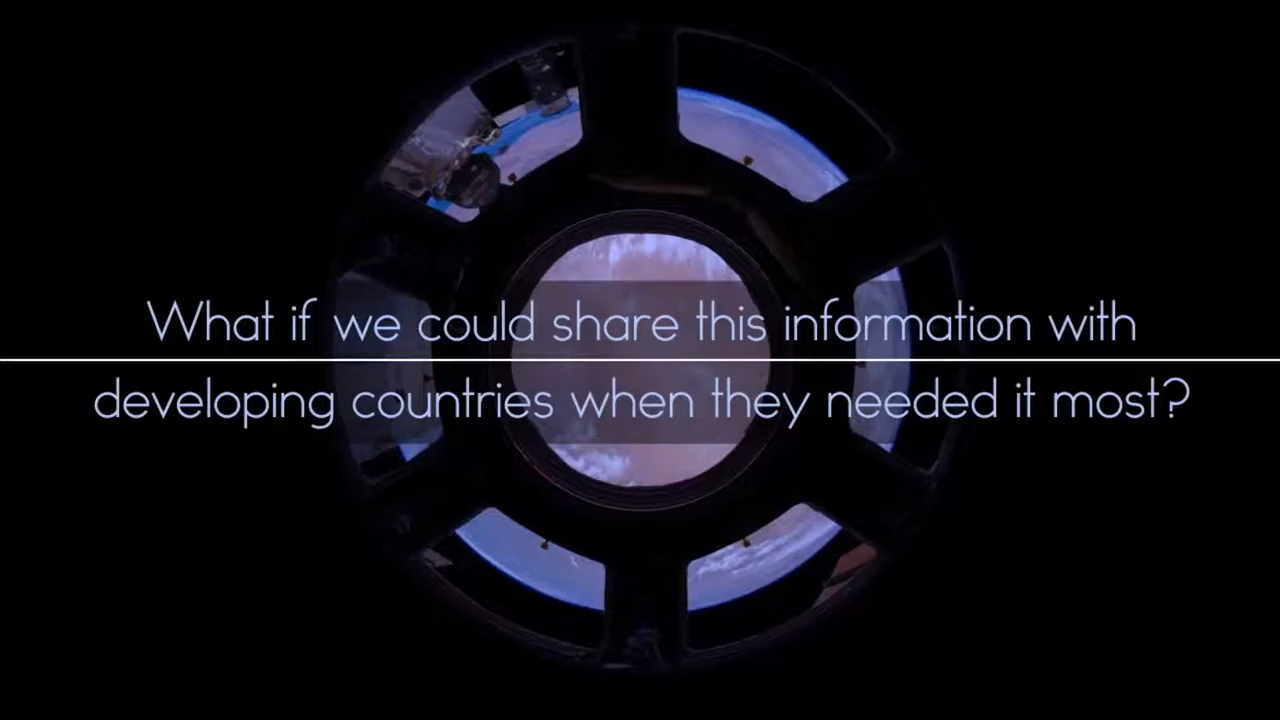 What if we could share this information with
developing countries when they needed it most?